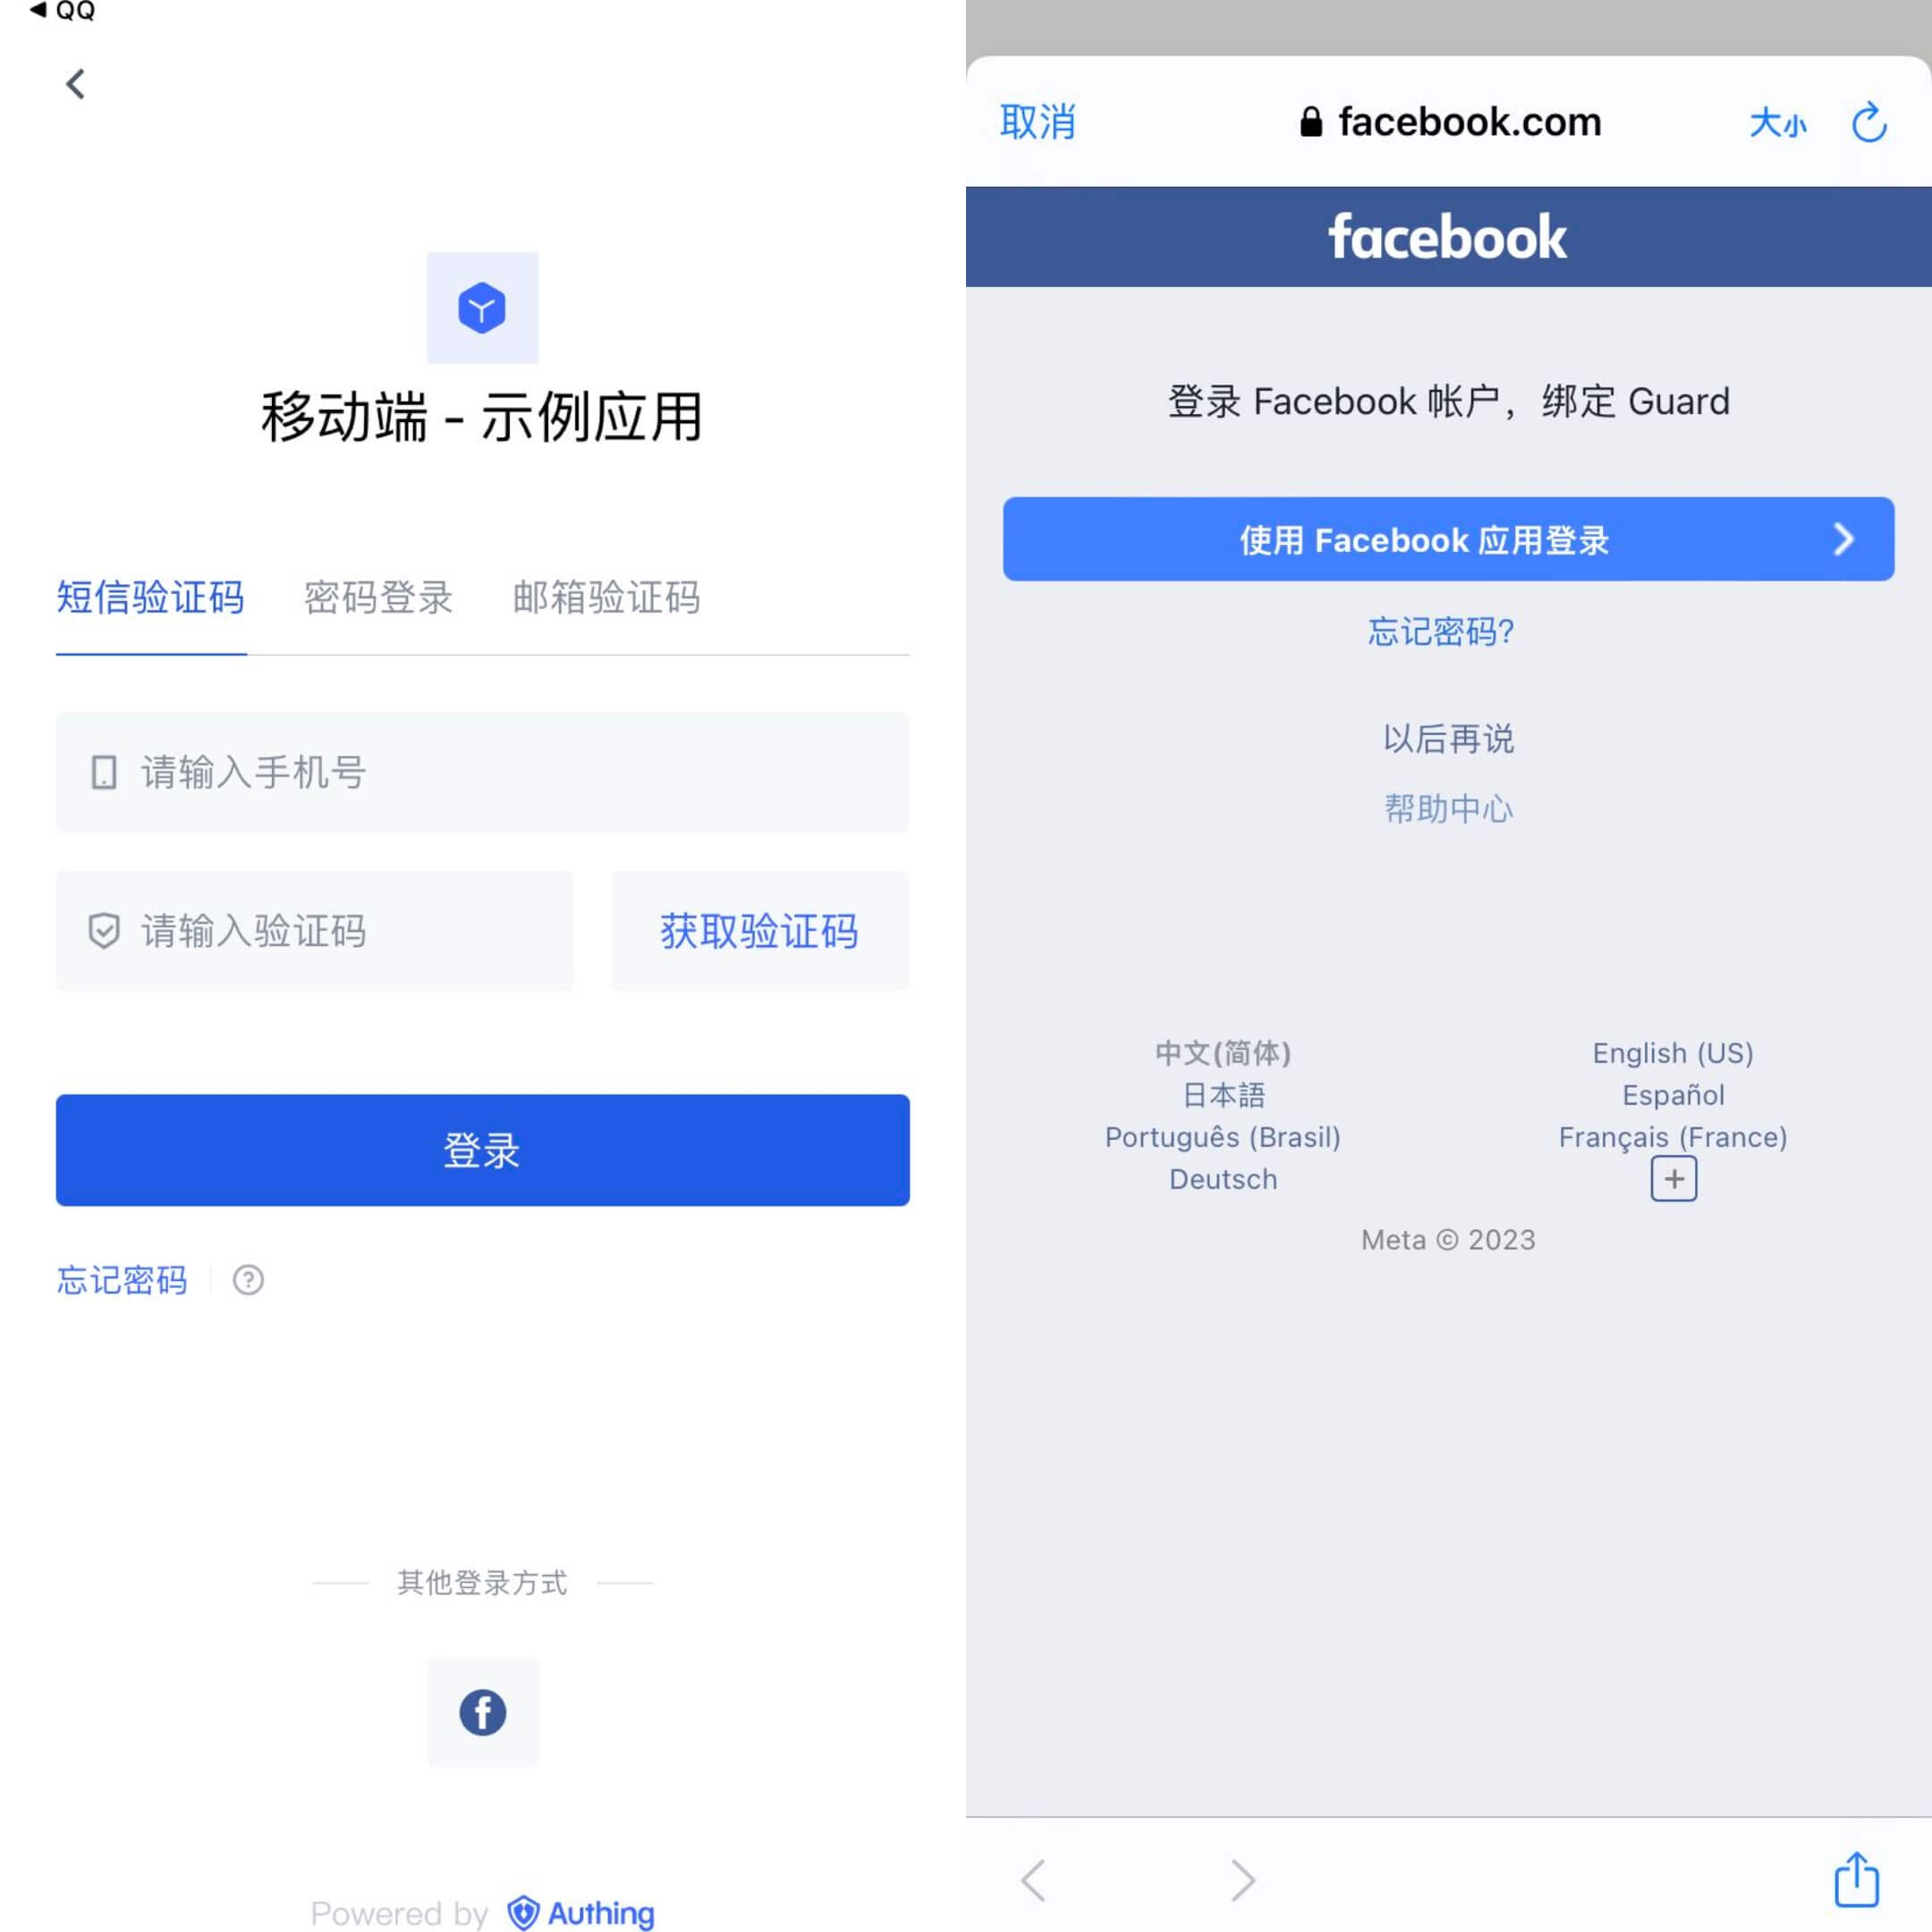 QQ
移动端 - 示例应用
短信验证码 密码登录 邮箱验证码
请输入手机号
请输入验证码 获取验证码
登录
忘记密码
其他登录方式
Powered by Authing
取消 facebook.com 大小
facebook
登录 Facebook 帐户，绑定 Guard
使用 Facebook 应用登录
忘记密码?
以后再说
帮助中心
中文(简体) English (US)
日本語 Español
Português (Brasil) Français (France)
Deutsch
Meta © 2023